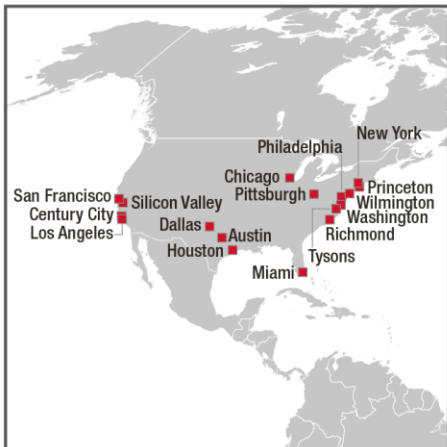 New York
Philadelphia
Chicago
Pittsburgh
Princeton
Wilmington
Washington
Richmond
San Francisco
Silicon Valley
Century City
Los Angeles
Dallas
Austin
Houston
Tysons
Miami